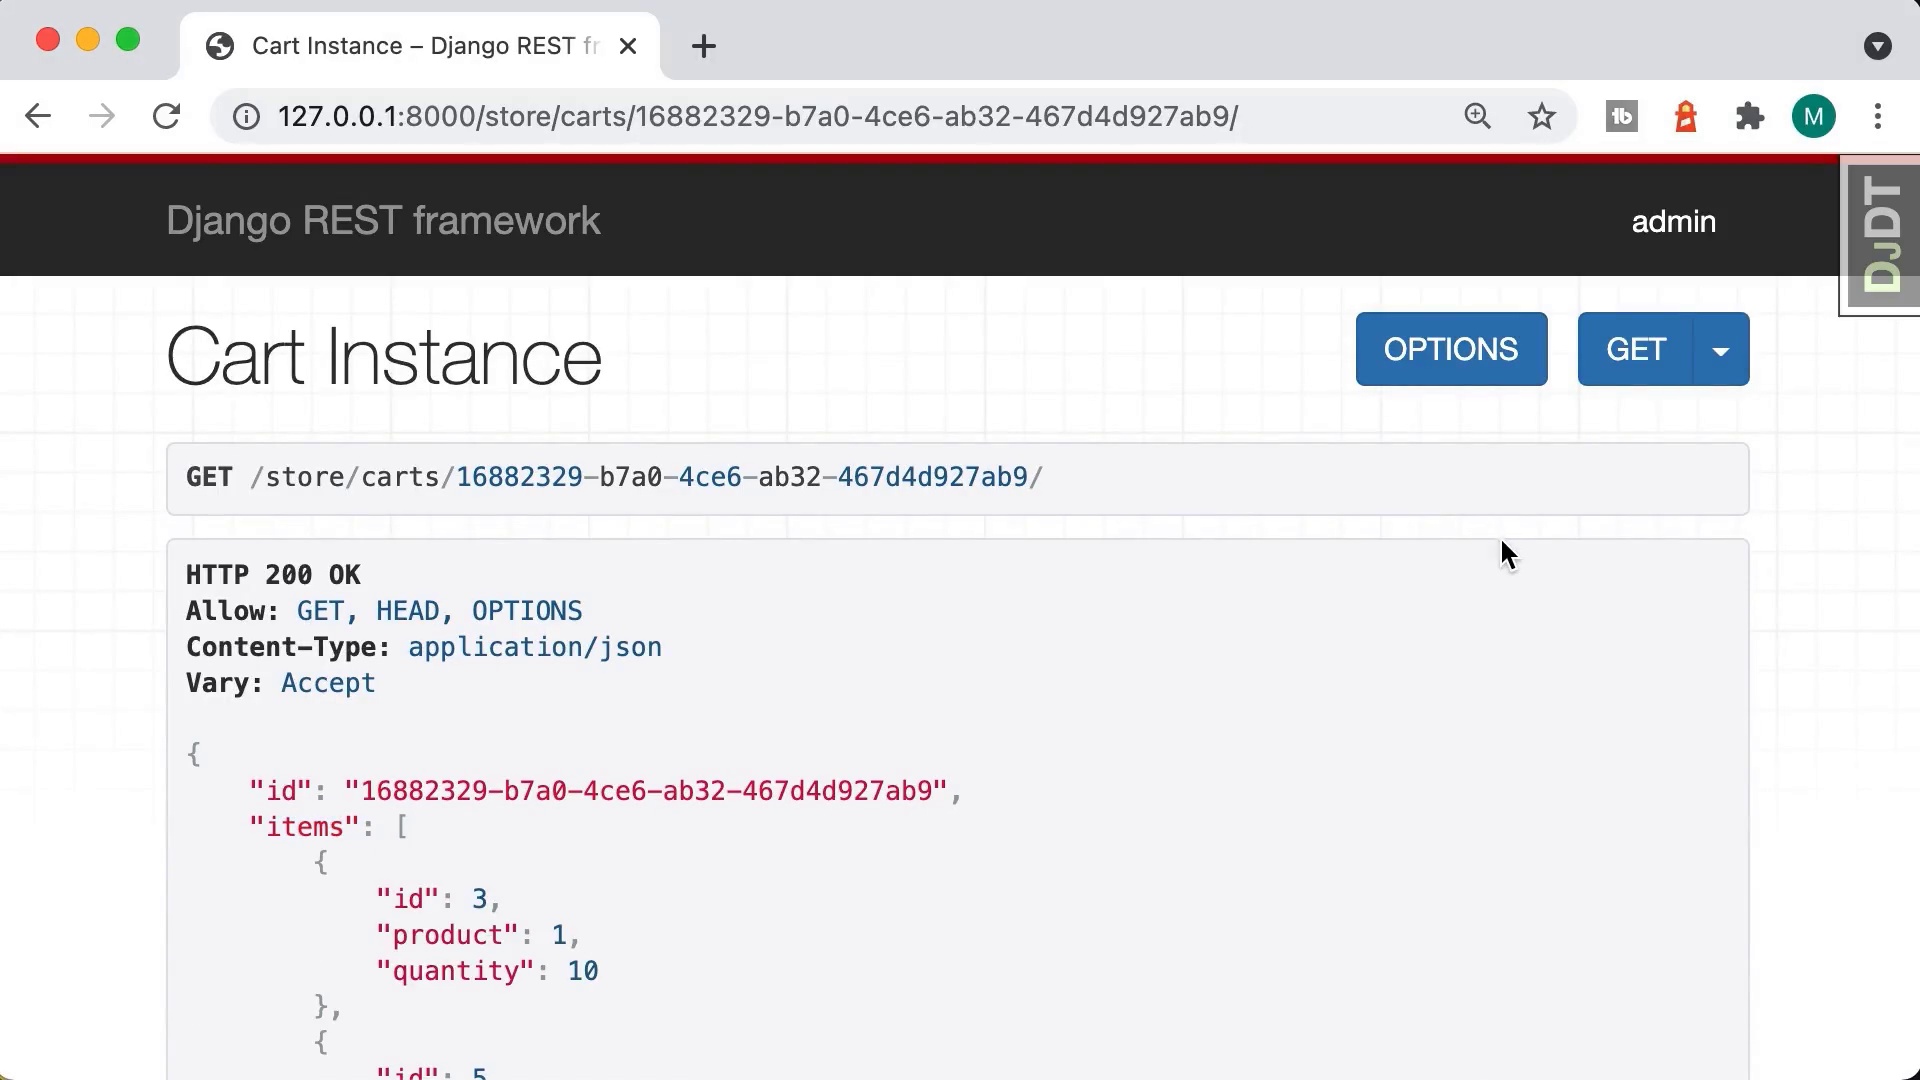 Cart Instance – Django REST fr
127.0.0.1:8000/store/carts/16882329-b7a0-4ce6-ab32-467d4d927ab9/
tb
M
Django REST framework
admin
DJDT
Cart Instance
OPTIONS
GET
GET /store/carts/16882329-b7a0-4ce6-ab32-467d4d927ab9/
HTTP 200 OK
Allow: GET, HEAD, OPTIONS
Content-Type: application/json
Vary: Accept
{
"id": "16882329-b7a0-4ce6-ab32-467d4d927ab9",
"items": [
{
"id": 3,
"product": 1,
"quantity": 10
},
{
"id": 5